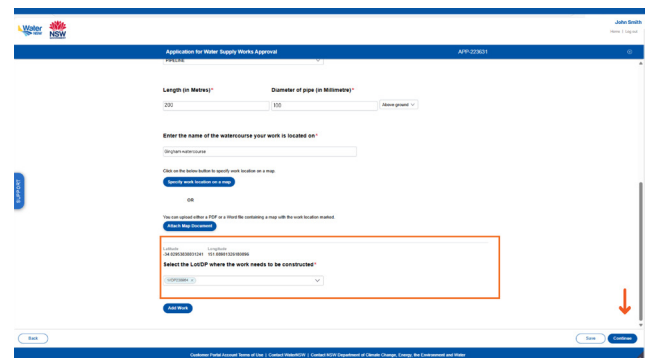 Water
NSW
NSW
John Smith
Home | Log out
Application for Water Supply Works Approval
APP-223631
PIPELINE
Length (in Metres)*
Diameter of pipe (in Millimetre)*
200
100
Above ground
Enter the name of the watercourse your work is located on*
Bingham watercourse
Click on the below button to specify work location on a map.
Specify work location on a map
OR
You can upload either a PDF or a Word file containing a map with the work location marked.
Attach Map Document
Latitude
Longitude
Select the Lot/DP where the work needs to be constructed*
Add Work
SUPPORT
Back
Save
Continue
Customer Portal Account Terms of Use | Contact WaterNSW | Contact NSW Department of Climate Change, Energy, the Environment and Water